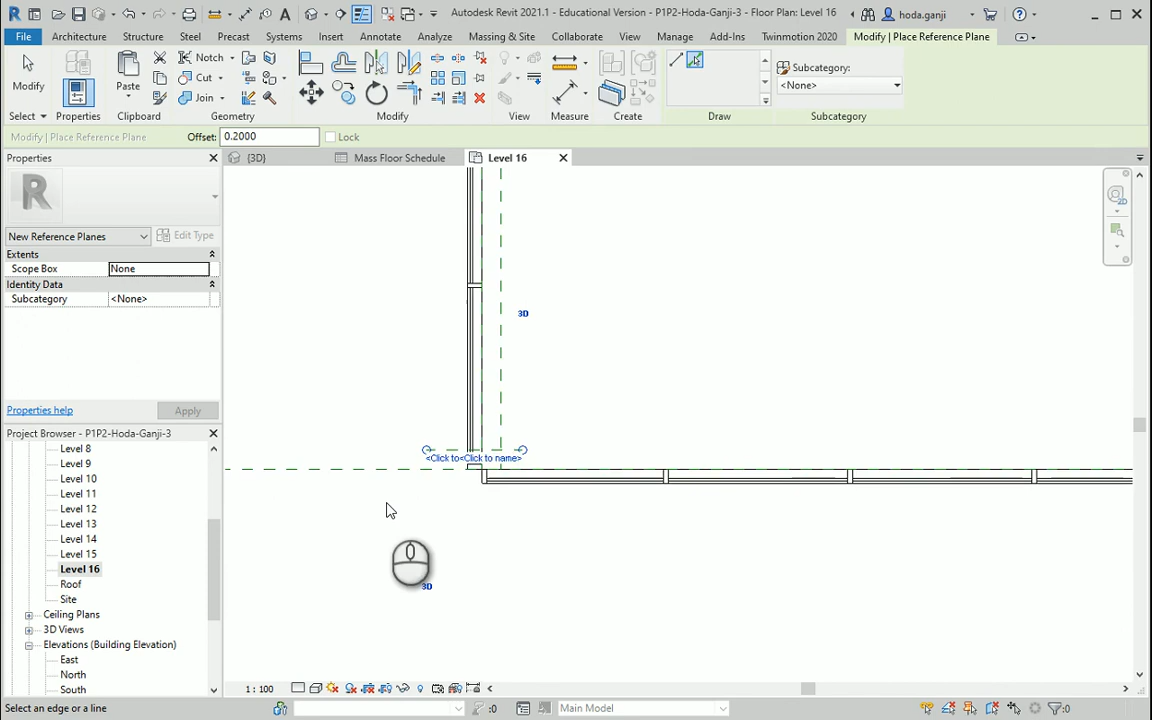 Autodesk Revit 2021.1 - Educational Version - P1P2-Hoda-Ganji-3 - Floor Plan: Level 16
hoda.ganji
File Architecture Structure Steel Precast Systems Insert Annotate Analyze Massing & Site Collaborate View Manage Add-Ins Twinmotion 2020 Modify | Place Reference Plane
Modify
Paste
Notch
Cut
Join
Subcategory:
<None>
Select Properties Clipboard Geometry Modify View Measure Create Draw Subcategory
Modify | Place Reference Plane Offset: 0.2000 Lock
Properties
{3D} Mass Floor Schedule Level 16
New Reference Planes Edit Type
Extents
Scope Box None
Identity Data
Subcategory <None>
3D
Properties help Apply
Project Browser - P1P2-Hoda-Ganji-3
Level 8
Level 9
Level 10
Level 11
Level 12
Level 13
Level 14
Level 15
Level 16
Roof
Site
Ceiling Plans
3D Views
Elevations (Building Elevation)
East
North
South
<Click to<Click to name>
3D
2D
1 : 100
Select an edge or a line :0 Main Model :0